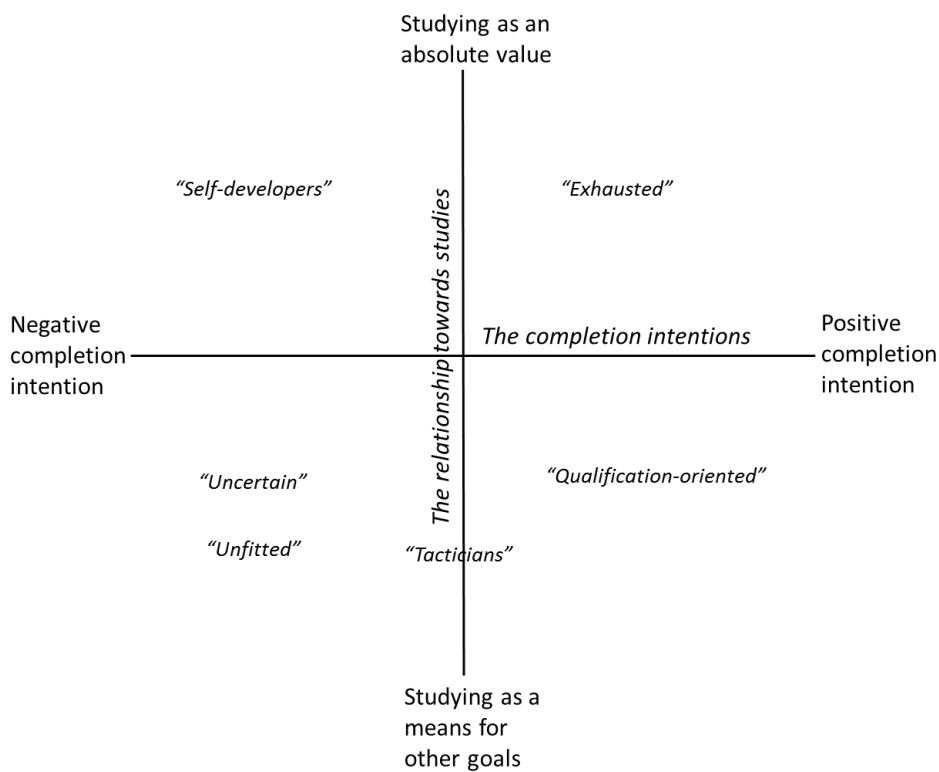 Studying as an
absolute value
“Self-developers”
“Exhausted”
The relationship towards studies
Negative
completion
intention
The completion intentions
Positive
completion
intention
“Uncertain”
“Qualification-oriented”
“Unfitted”
“Tacticians”
Studying as a
means for
other goals